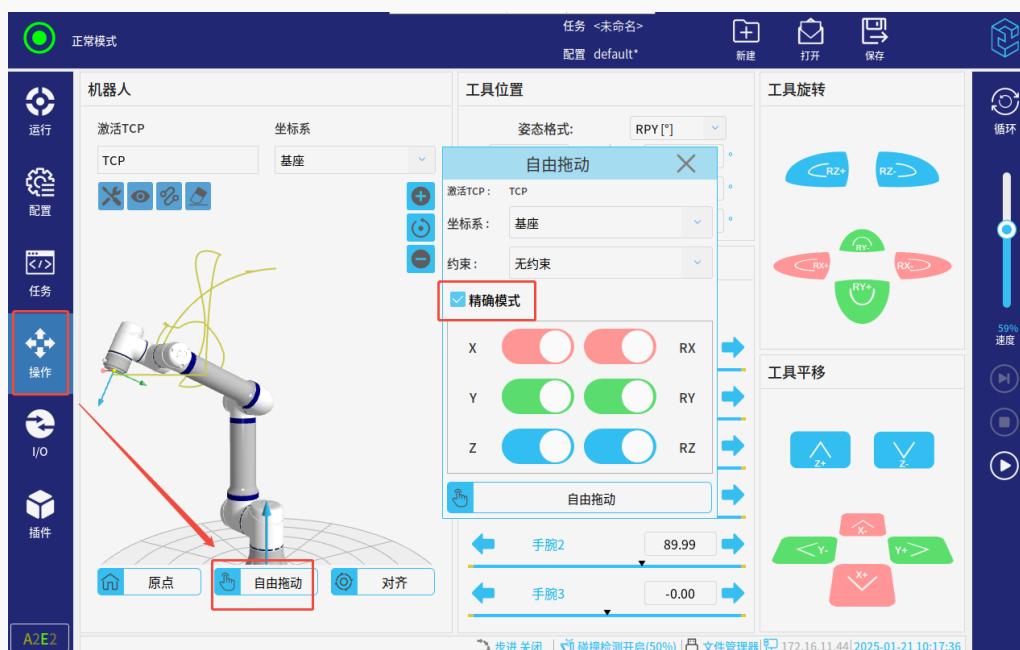 正常模式
任务 <未命名>
配置 default*
新建
打开
保存
运行
配置
任务
操作
I/O
插件
A2E2
机器人
激活TCP
坐标系
TCP
基座
原点
自由拖动
对齐
工具位置
姿态格式:
RPY [°]
°
°
°
自由拖动
激活TCP： TCP
坐标系： 基座
约束： 无约束
精确模式
X RX
Y RY
Z RZ
自由拖动
手腕2 89.99
手腕3 -0.00
工具旋转
RZ+ RZ-
RY-
RX+ RX-
RY+
工具平移
Z+ Z-
X-
Y- Y+
X+
循环
59%
速度
步进 关闭 碰撞检测开启(50%) 文件管理器 172.16.11.44 2025-01-21 10:17:36